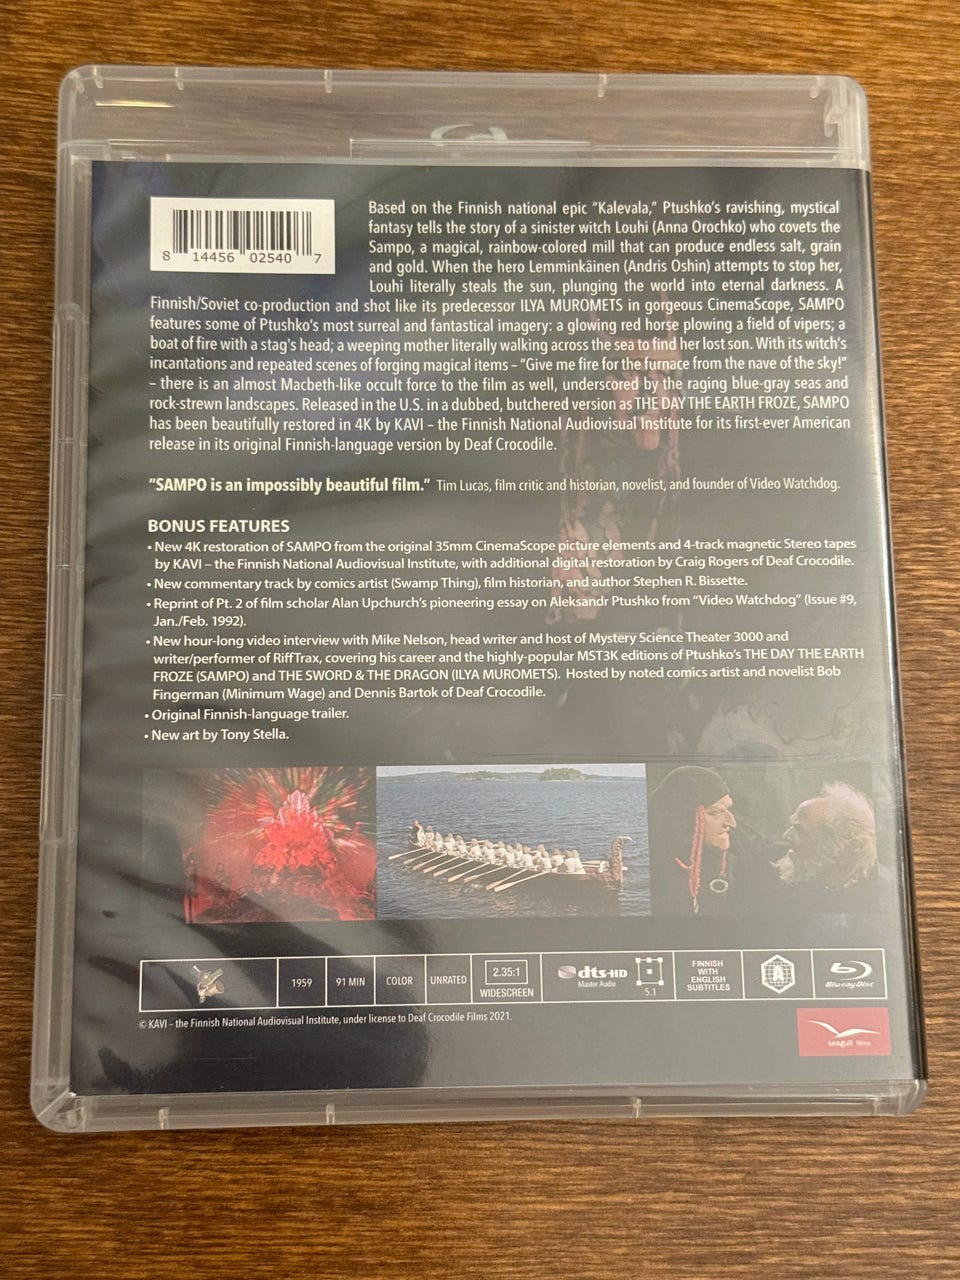 Based on the Finnish national epic "Kalevala," Ptushko's ravishing, mystical
fantasy tells the story of a sinister witch Louhi (Anna Orochko) who covets the
Sampo, a magical, rainbow-colored mill that can produce endless salt, grain
and gold. When the hero Lemminkäinen (Andris Oshin) attempts to stop her,
Louhi literally steals the sun, plunging the world into eternal darkness. A
8 14456 02540 7
Finnish/Soviet co-production and shot like its predecessor ILYA MUROMETS in gorgeous CinemaScope, SAMPO
features some of Ptushko's most surreal and fantastical imagery: a glowing red horse plowing a field of vipers; a
boat of fire with a stag's head; a weeping mother literally walking across the sea to find her lost son. With its witch's
incantations and repeated scenes of forging magical items – "Give me fire for the furnace from the nave of the sky!"
– there is an almost Macbeth-like occult force to the film as well, underscored by the raging blue-gray seas and
rock-strewn landscapes. Released in the U.S. in a dubbed, butchered version as THE DAY THE EARTH FROZE, SAMPO
has been beautifully restored in 4K by KAVI – the Finnish National Audiovisual Institute for its first-ever American
release in its original Finnish-language version by Deaf Crocodile.
"SAMPO is an impossibly beautiful film." Tim Lucas, film critic and historian, novelist, and founder of Video Watchdog.
BONUS FEATURES
• New 4K restoration of SAMPO from the original 35mm CinemaScope picture elements and 4-track magnetic Stereo tapes
by KAVI – the Finnish National Audiovisual Institute, with additional digital restoration by Craig Rogers of Deaf Crocodile.
• New commentary track by comics artist (Swamp Thing), film historian, and author Stephen R. Bissette.
• Reprint of Pt. 2 of film scholar Alan Upchurch's pioneering essay on Aleksandr Ptushko from "Video Watchdog" (Issue #9,
Jan./Feb. 1992).
• New hour-long video interview with Mike Nelson, head writer and host of Mystery Science Theater 3000 and
writer/performer of RiffTrax, covering his career and the highly-popular MST3K editions of Ptushko's THE DAY THE EARTH
FROZE (SAMPO) and THE SWORD & THE DRAGON (ILYA MUROMETS). Hosted by noted comics artist and novelist Bob
Fingerman (Minimum Wage) and Dennis Bartok of Deaf Crocodile.
• Original Finnish-language trailer.
• New art by Tony Stella.
1959
91 MIN
COLOR
UNRATED
2.35:1
WIDESCREEN
dts-HD
Master Audio
5.1
FINNISH
WITH
ENGLISH
SUBTITLES
Blu-ray Disc
© KAVI – the Finnish National Audiovisual Institute, under license to Deaf Crocodile Films 2021.
seagull films